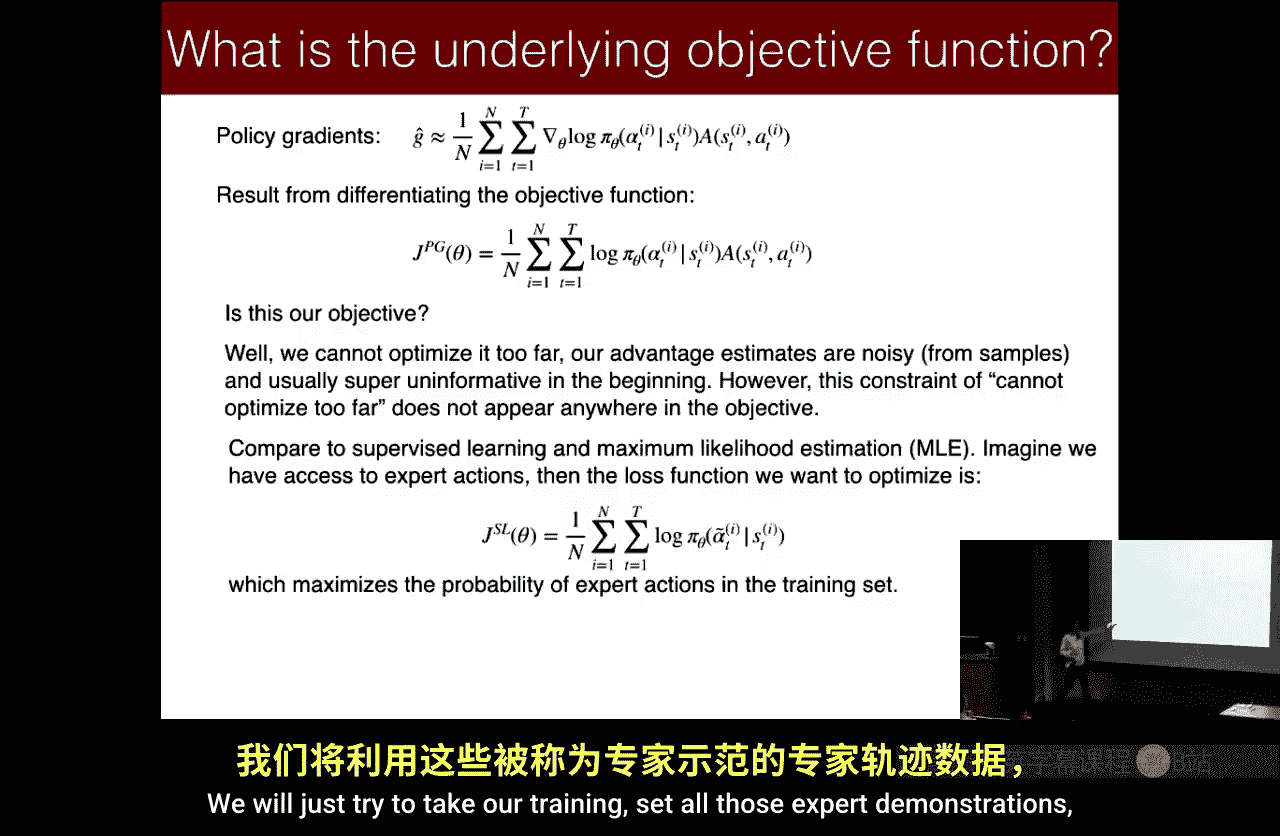 What is the underlying objective function?
Policy gradients: ĝ ≈ 1/N ∑_{i=1}^{N} ∑_{t=1}^{T} ∇_θ log π_θ(α_t^{(i)} | s_t^{(i)}) A(s_t^{(i)}, a_t^{(i)})
Result from differentiating the objective function:
J^{PG}(θ) = 1/N ∑_{i=1}^{N} ∑_{t=1}^{T} log π_θ(α_t^{(i)} | s_t^{(i)}) A(s_t^{(i)}, a_t^{(i)})
Is this our objective?
Well, we cannot optimize it too far, our advantage estimates are noisy (from samples)
and usually super uninformative in the beginning. However, this constraint of “cannot
optimize too far” does not appear anywhere in the objective.
Compare to supervised learning and maximum likelihood estimation (MLE). Imagine we
have access to expert actions, then the loss function we want to optimize is:
J^{SL}(θ) = 1/N ∑_{i=1}^{N} ∑_{t=1}^{T} log π_θ(α̃_t^{(i)} | s_t^{(i)})
which maximizes the probability of expert actions in the training set.
我们将利用这些被称为专家示范的专家轨迹数据，
字幕课程 B站
We will just try to take our training, set all those expert demonstrations,